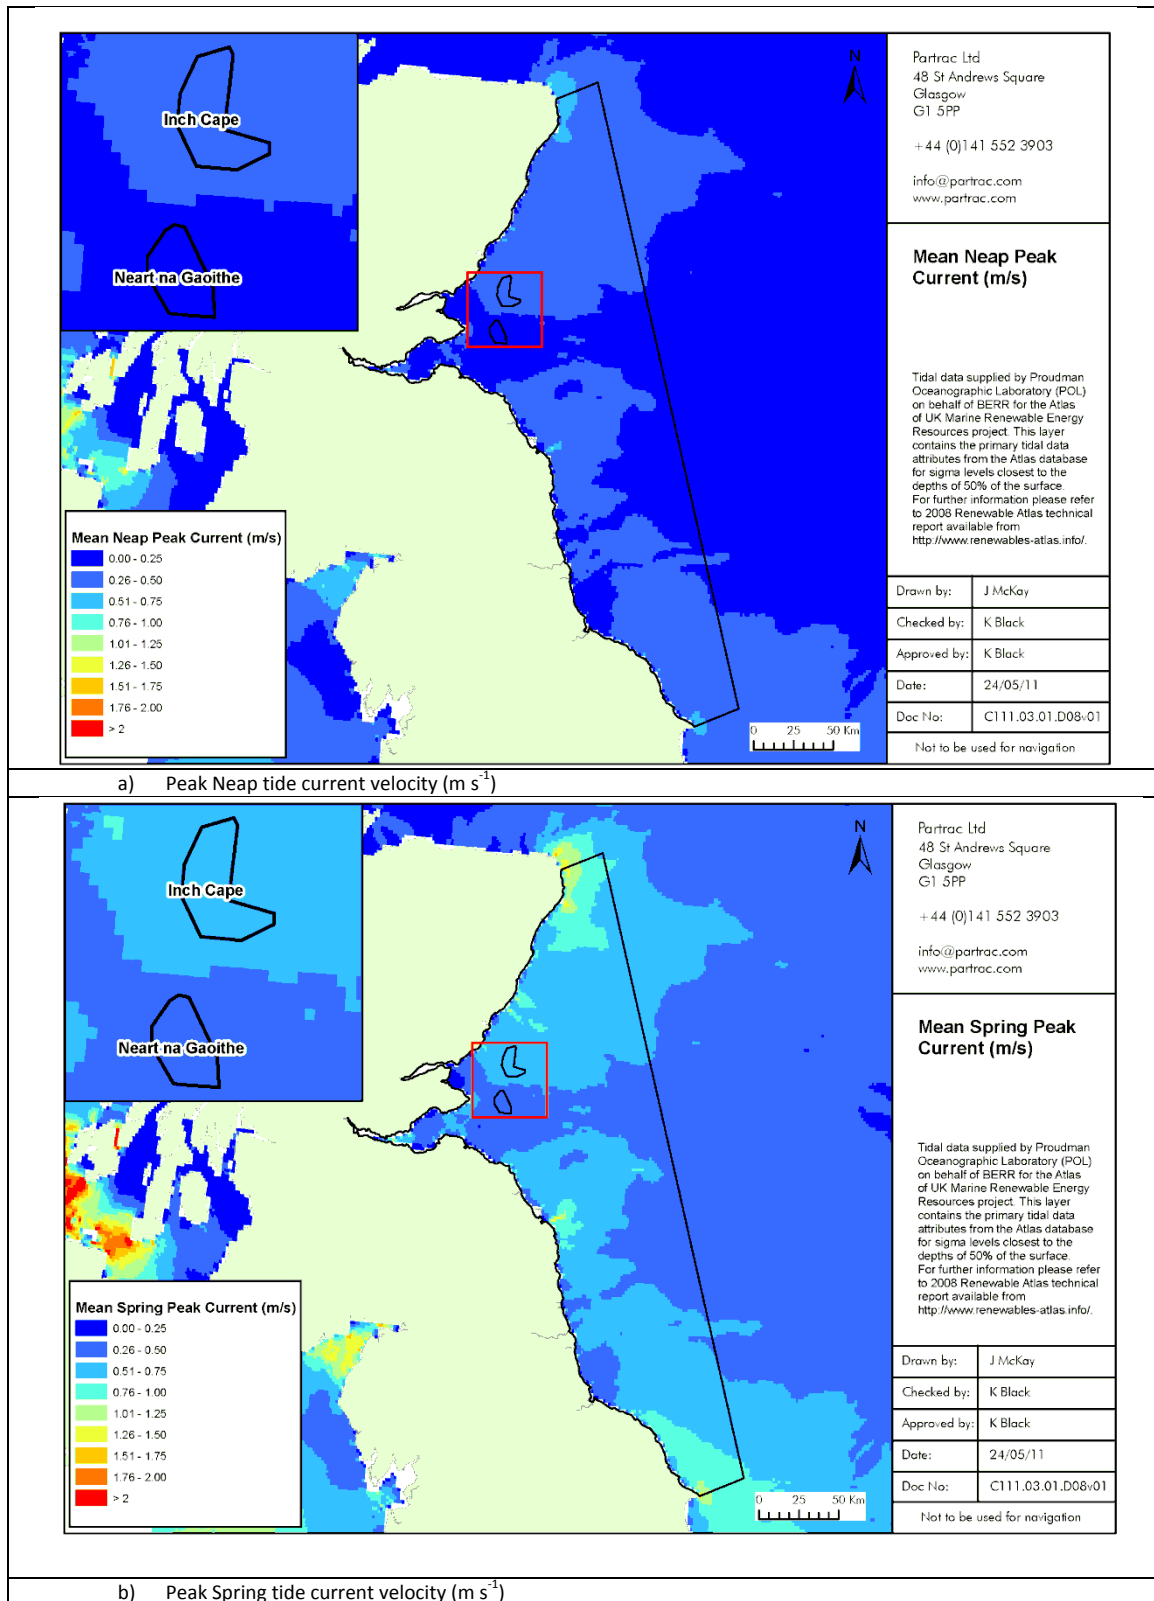 Inch Cape
Neart na Gaoithe
N
Mean Neap Peak Current (m/s)
0.00 - 0.25
0.26 - 0.50
0.51 - 0.75
0.76 - 1.00
1.01 - 1.25
1.26 - 1.50
1.51 - 1.75
1.76 - 2.00
> 2
0 25 50 Km
Partrac Ltd
48 St Andrews Square
Glasgow
G1 5PP
+44 (0)141 552 3903
info@partrac.com
www.partrac.com
Mean Neap Peak
Current (m/s)
Tidal data supplied by Proudman
Oceanographic Laboratory (POL)
on behalf of BERR for the Atlas
of UK Marine Renewable Energy
Resources project. This layer
contains the primary tidal data
attributes from the Atlas database
for sigma levels closest to the
depths of 50% of the surface.
For further information please refer
to 2008 Renewable Atlas technical
report available from
http://www.renewables-atlas.info/.
Drawn by: J McKay
Checked by: K Black
Approved by: K Black
Date: 24/05/11
Doc No: C111.03.01.D08v01
Not to be used for navigation
a) Peak Neap tide current velocity (m s-1)
Inch Cape
Neart na Gaoithe
N
Mean Spring Peak Current (m/s)
0.00 - 0.25
0.26 - 0.50
0.51 - 0.75
0.76 - 1.00
1.01 - 1.25
1.26 - 1.50
1.51 - 1.75
1.76 - 2.00
> 2
0 25 50 Km
Partrac Ltd
48 St Andrews Square
Glasgow
G1 5PP
+44 (0)141 552 3903
info@partrac.com
www.partrac.com
Mean Spring Peak
Current (m/s)
Tidal data supplied by Proudman
Oceanographic Laboratory (POL)
on behalf of BERR for the Atlas
of UK Marine Renewable Energy
Resources project. This layer
contains the primary tidal data
attributes from the Atlas database
for sigma levels closest to the
depths of 50% of the surface.
For further information please refer
to 2008 Renewable Atlas technical
report available from
http://www.renewables-atlas.info/.
Drawn by: J McKay
Checked by: K Black
Approved by: K Black
Date: 24/05/11
Doc No: C111.03.01.D08v01
Not to be used for navigation
b) Peak Spring tide current velocity (m s-1)